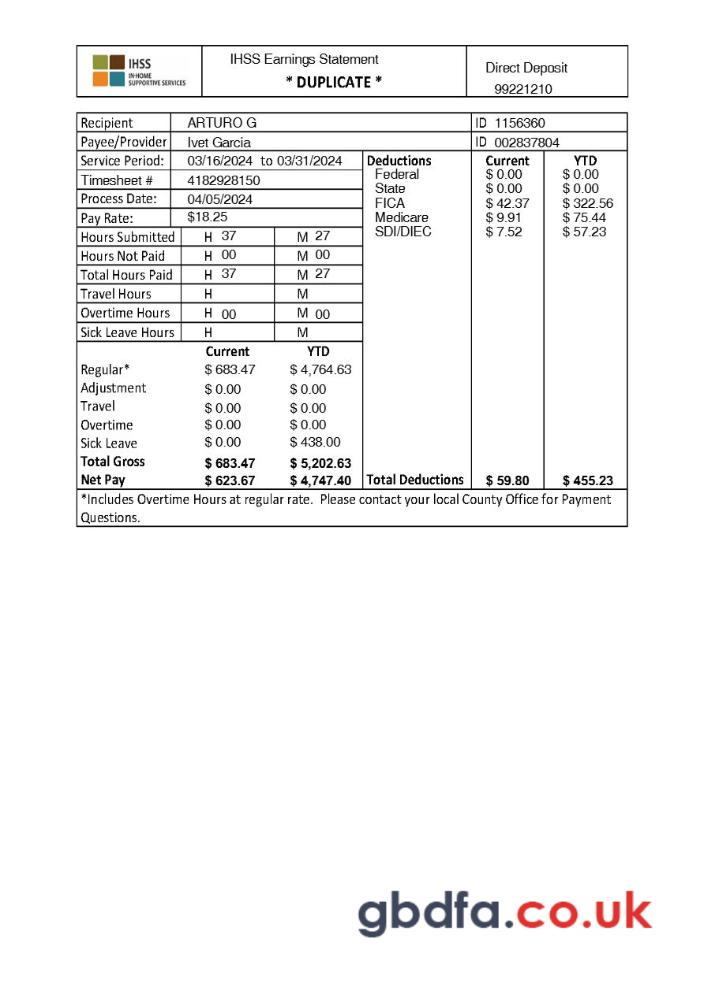 IHSS
IN-HOME
SUPPORTIVE SERVICES
IHSS Earnings Statement
* DUPLICATE *
Direct Deposit
99221210
Recipient ARTURO G ID 1156360
Payee/Provider Ivet Garcia ID 002837804
Service Period: 03/16/2024 to 03/31/2024 Deductions Current YTD
Federal $ 0.00 $ 0.00
Timesheet # 4182928150 State $ 0.00 $ 0.00
Process Date: 04/05/2024 FICA $ 42.37 $ 322.56
Pay Rate: $18.25 Medicare $ 9.91 $ 75.44
Hours Submitted H 37 M 27 SDI/DIEC $ 7.52 $ 57.23
Hours Not Paid H 00 M 00
Total Hours Paid H 37 M 27
Travel Hours H M
Overtime Hours H 00 M 00
Sick Leave Hours H M
Current YTD
Regular* $ 683.47 $ 4,764.63
Adjustment $ 0.00 $ 0.00
Travel $ 0.00 $ 0.00
Overtime $ 0.00 $ 0.00
Sick Leave $ 0.00 $ 438.00
Total Gross $ 683.47 $ 5,202.63
Net Pay $ 623.67 $ 4,747.40 Total Deductions $ 59.80 $ 455.23
*Includes Overtime Hours at regular rate. Please contact your local County Office for Payment
Questions.
gbdfa.co.uk